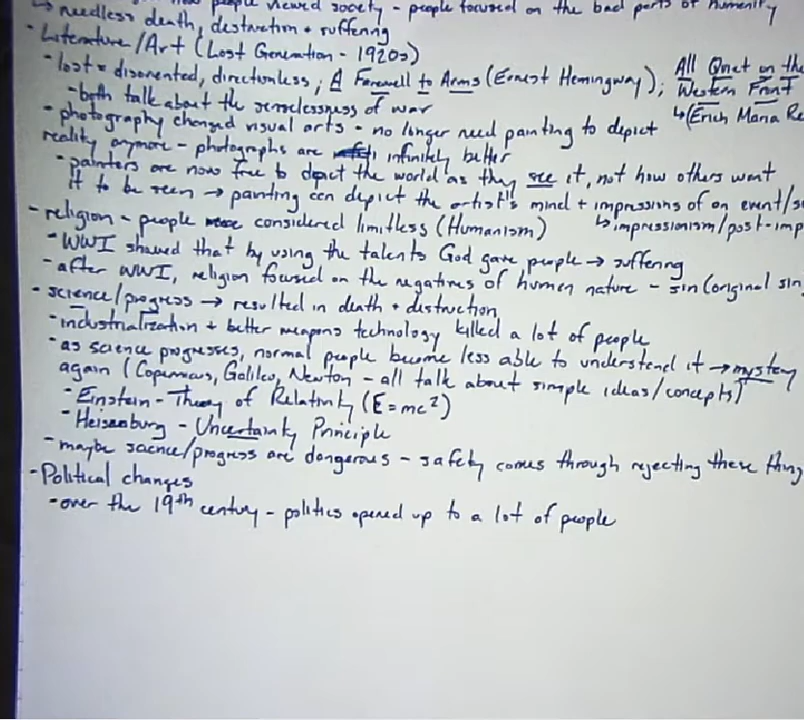 people viewed society - people focused on the bad parts of humanity
↳ needless death, destruction + suffering
- Literature/Art (Lost Generation - 1920s)
- lost = disoriented, directionless; A Farewell to Arms (Ernest Hemingway); All Quiet on the
Western Front
- both talk about the senselessness of war
↳ (Erich Maria Re
- photography changed visual arts - no longer need painting to depict
reality anymore - photographs are infinitely better
- painters are now free to depict the world as they see it, not how others want
it to be seen → painting can depict the artist's mind + impressions of an event/s
↳ impressionism/post-imp
- religion - people considered limitless (Humanism)
- WWI showed that by using the talents God gave people → suffering
- after WWI, religion focused on the negatives of human nature - sin (original sin
- science/progress → resulted in death + destruction
- industrialization + better weapons technology killed a lot of people
- as science progresses, normal people become less able to understand it → mystery
again (Copernicus, Galileo, Newton - all talk about simple ideas/concepts)
- Einstein - Theory of Relativity (E=mc²)
- Heisenburg - Uncertainty Principle
- maybe science/progress are dangerous - safety comes through rejecting these thing
- Political changes
- over the 19th century - politics opened up to a lot of people